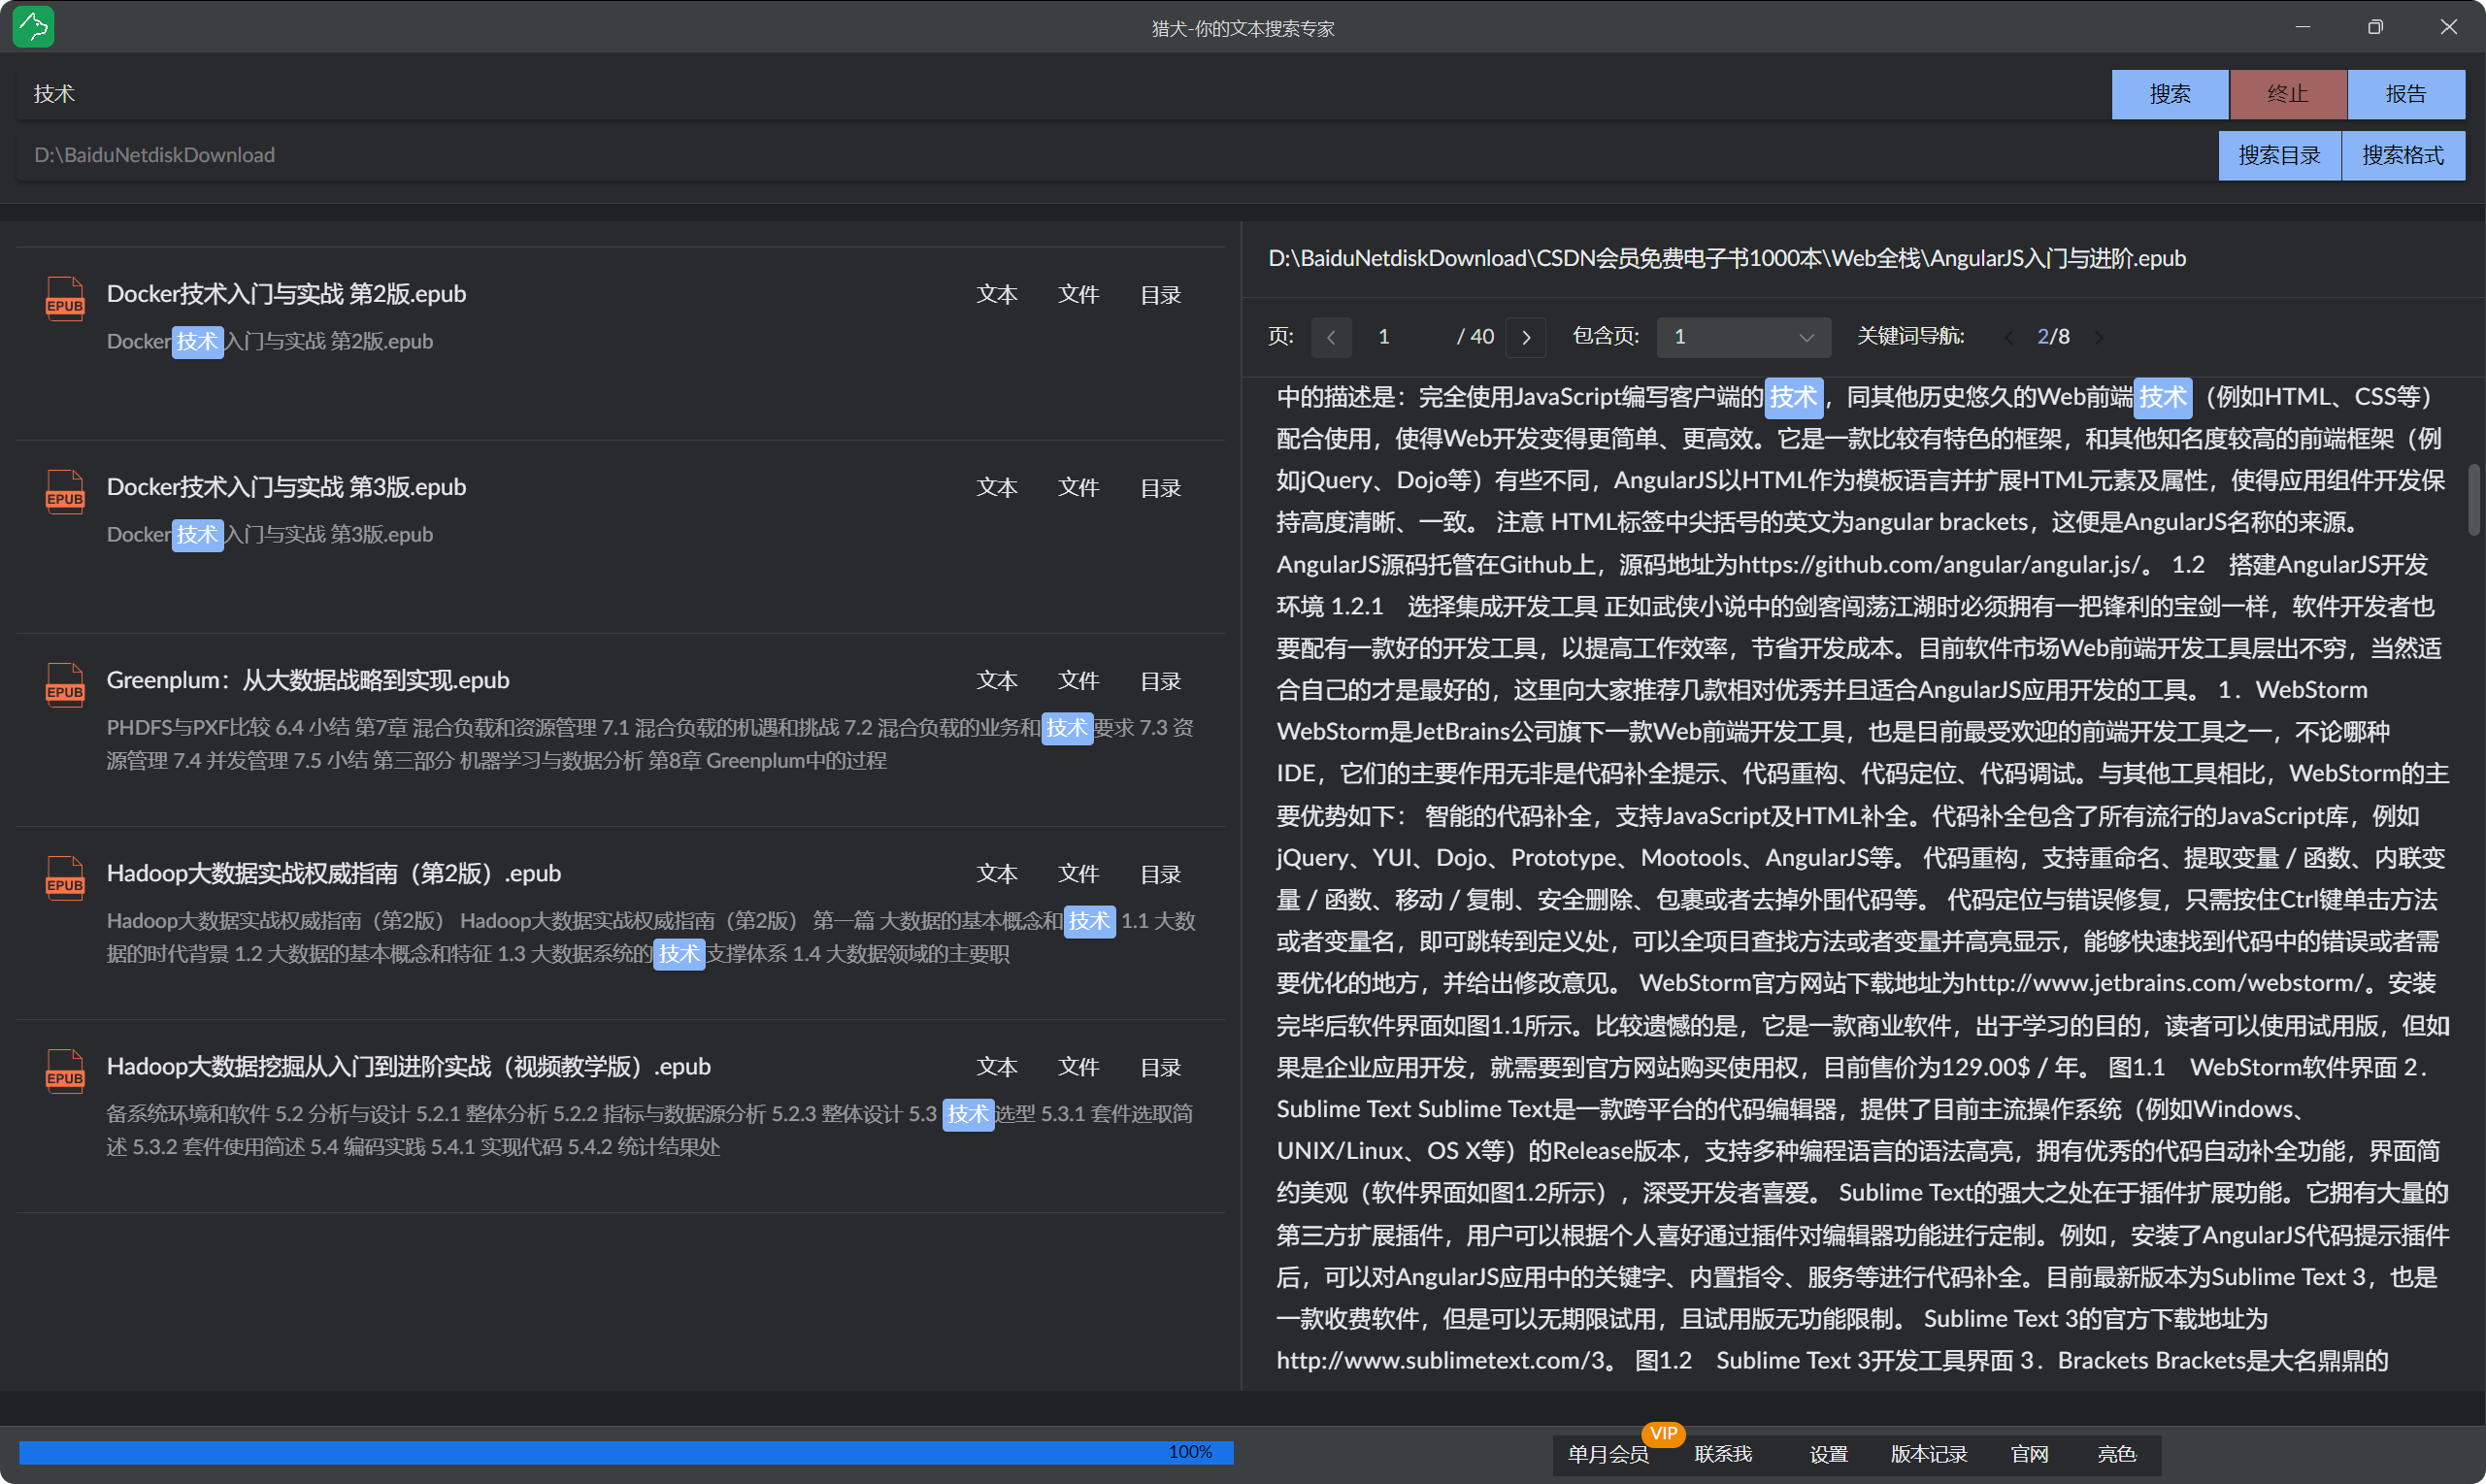 猎犬-你的文本搜索专家
技术
搜索
终止
报告
D:\BaiduNetdiskDownload
搜索目录
搜索格式
EPUB
Docker技术入门与实战 第2版.epub
文本
文件
目录
Docker技术入门与实战 第2版.epub
EPUB
Docker技术入门与实战 第3版.epub
文本
文件
目录
Docker技术入门与实战 第3版.epub
EPUB
Greenplum：从大数据战略到实现.epub
文本
文件
目录
PHDFS与PXF比较 6.4 小结 第7章 混合负载和资源管理 7.1 混合负载的机遇和挑战 7.2 混合负载的业务和技术要求 7.3 资
源管理 7.4 并发管理 7.5 小结 第三部分 机器学习与数据分析 第8章 Greenplum中的过程
EPUB
Hadoop大数据实战权威指南（第2版）.epub
文本
文件
目录
Hadoop大数据实战权威指南（第2版） Hadoop大数据实战权威指南（第2版） 第一篇 大数据的基本概念和技术 1.1 大数
据的时代背景 1.2 大数据的基本概念和特征 1.3 大数据系统的技术支撑体系 1.4 大数据领域的主要职
EPUB
Hadoop大数据挖掘从入门到进阶实战（视频教学版）.epub
文本
文件
目录
备系统环境和软件 5.2 分析与设计 5.2.1 整体分析 5.2.2 指标与数据源分析 5.2.3 整体设计 5.3 技术选型 5.3.1 套件选取简
述 5.3.2 套件使用简述 5.4 编码实践 5.4.1 实现代码 5.4.2 统计结果处
D:\BaiduNetdiskDownload\CSDN会员免费电子书1000本\Web全栈\AngularJS入门与进阶.epub
页: 1 / 40 包含页: 1 关键词导航: 2/8
中的描述是：完全使用JavaScript编写客户端的技术，同其他历史悠久的Web前端技术（例如HTML、CSS等）
配合使用，使得Web开发变得更简单、更高效。它是一款比较有特色的框架，和其他知名度较高的前端框架（例
如jQuery、Dojo等）有些不同，AngularJS以HTML作为模板语言并扩展HTML元素及属性，使得应用组件开发保
持高度清晰、一致。 注意 HTML标签中尖括号的英文为angular brackets，这便是AngularJS名称的来源。
AngularJS源码托管在Github上，源码地址为https://github.com/angular/angular.js/。 1.2　搭建AngularJS开发
环境 1.2.1　选择集成开发工具 正如武侠小说中的剑客闯荡江湖时必须拥有一把锋利的宝剑一样，软件开发者也
要配有一款好的开发工具，以提高工作效率，节省开发成本。目前软件市场Web前端开发工具层出不穷，当然适
合自己的才是最好的，这里向大家推荐几款相对优秀并且适合AngularJS应用开发的工具。 1．WebStorm
WebStorm是JetBrains公司旗下一款Web前端开发工具，也是目前最受欢迎的前端开发工具之一，不论哪种
IDE，它们的主要作用无非是代码补全提示、代码重构、代码定位、代码调试。与其他工具相比，WebStorm的主
要优势如下： 智能的代码补全，支持JavaScript及HTML补全。代码补全包含了所有流行的JavaScript库，例如
jQuery、YUI、Dojo、Prototype、Mootools、AngularJS等。 代码重构，支持重命名、提取变量 / 函数、内联变
量 / 函数、移动 / 复制、安全删除、包裹或者去掉外围代码等。 代码定位与错误修复，只需按住Ctrl键单击方法
或者变量名，即可跳转到定义处，可以全项目查找方法或者变量并高亮显示，能够快速找到代码中的错误或者需
要优化的地方，并给出修改意见。 WebStorm官方网站下载地址为http://www.jetbrains.com/webstorm/。安装
完毕后软件界面如图1.1所示。比较遗憾的是，它是一款商业软件，出于学习的目的，读者可以使用试用版，但如
果是企业应用开发，就需要到官方网站购买使用权，目前售价为129.00$ / 年。 图1.1　WebStorm软件界面 2．
Sublime Text Sublime Text是一款跨平台的代码编辑器，提供了目前主流操作系统（例如Windows、
UNIX/Linux、OS X等）的Release版本，支持多种编程语言的语法高亮，拥有优秀的代码自动补全功能，界面简
约美观（软件界面如图1.2所示），深受开发者喜爱。 Sublime Text的强大之处在于插件扩展功能。它拥有大量的
第三方扩展插件，用户可以根据个人喜好通过插件对编辑器功能进行定制。例如，安装了AngularJS代码提示插件
后，可以对AngularJS应用中的关键字、内置指令、服务等进行代码补全。目前最新版本为Sublime Text 3，也是
一款收费软件，但是可以无期限试用，且试用版无功能限制。 Sublime Text 3的官方下载地址为
http://www.sublimetext.com/3。 图1.2　Sublime Text 3开发工具界面 3．Brackets Brackets是大名鼎鼎的
100%
单月会员
VIP
联系我
设置
版本记录
官网
亮色